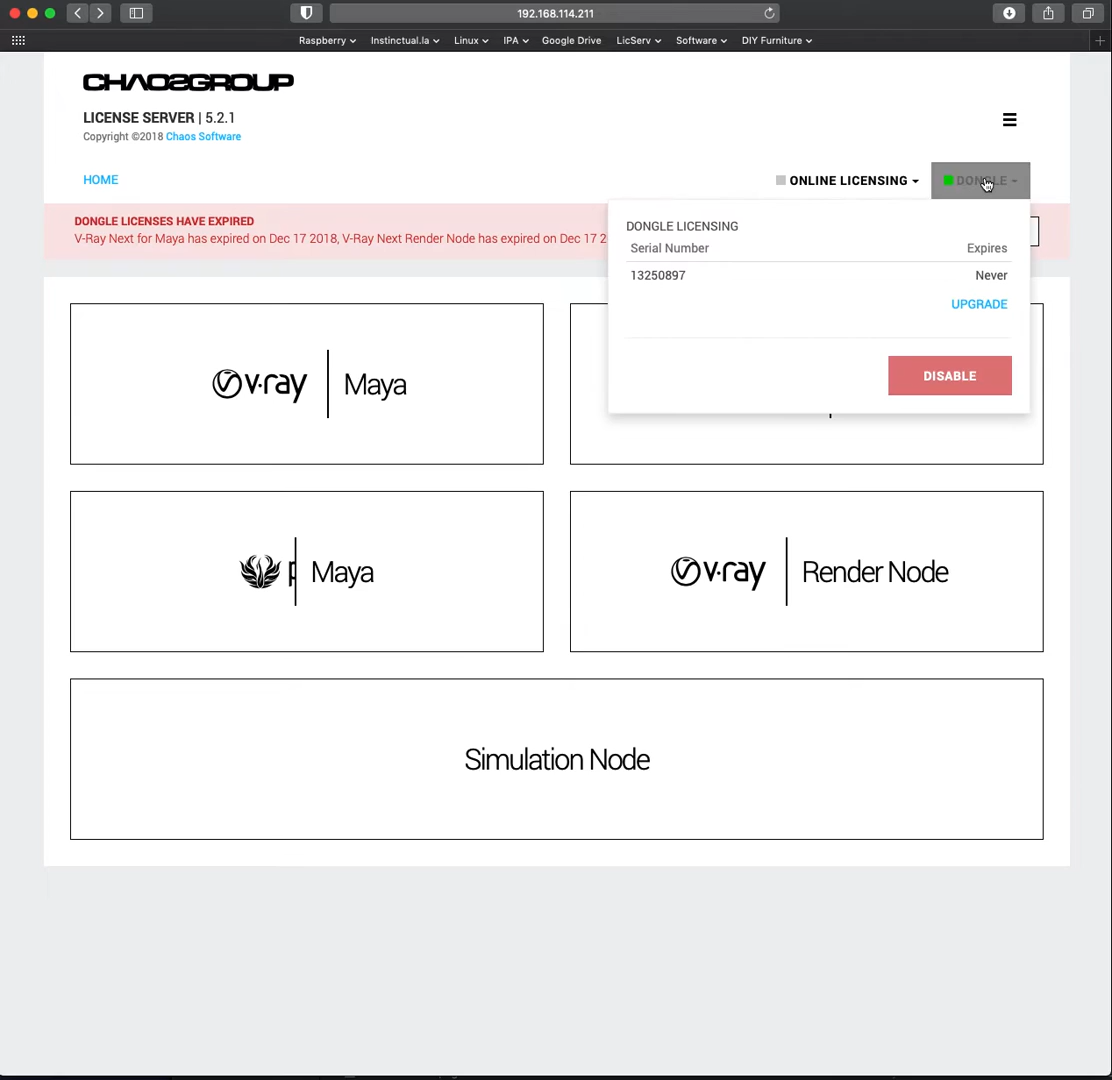 192.168.114.211
Raspberry Instinctual.la Linux IPA Google Drive LicServ Software DIY Furniture
CHAOSGROUP
LICENSE SERVER | 5.2.1
Copyright ©2018 Chaos Software
HOME
ONLINE LICENSING
DONGLE
DONGLE LICENSES HAVE EXPIRED
V-Ray Next for Maya has expired on Dec 17 2018, V-Ray Next Render Node has expired on Dec 17 2
DONGLE LICENSING
Serial Number Expires
13250897 Never
UPGRADE
DISABLE
v·ray | Maya
Maya
v·ray | Render Node
Simulation Node